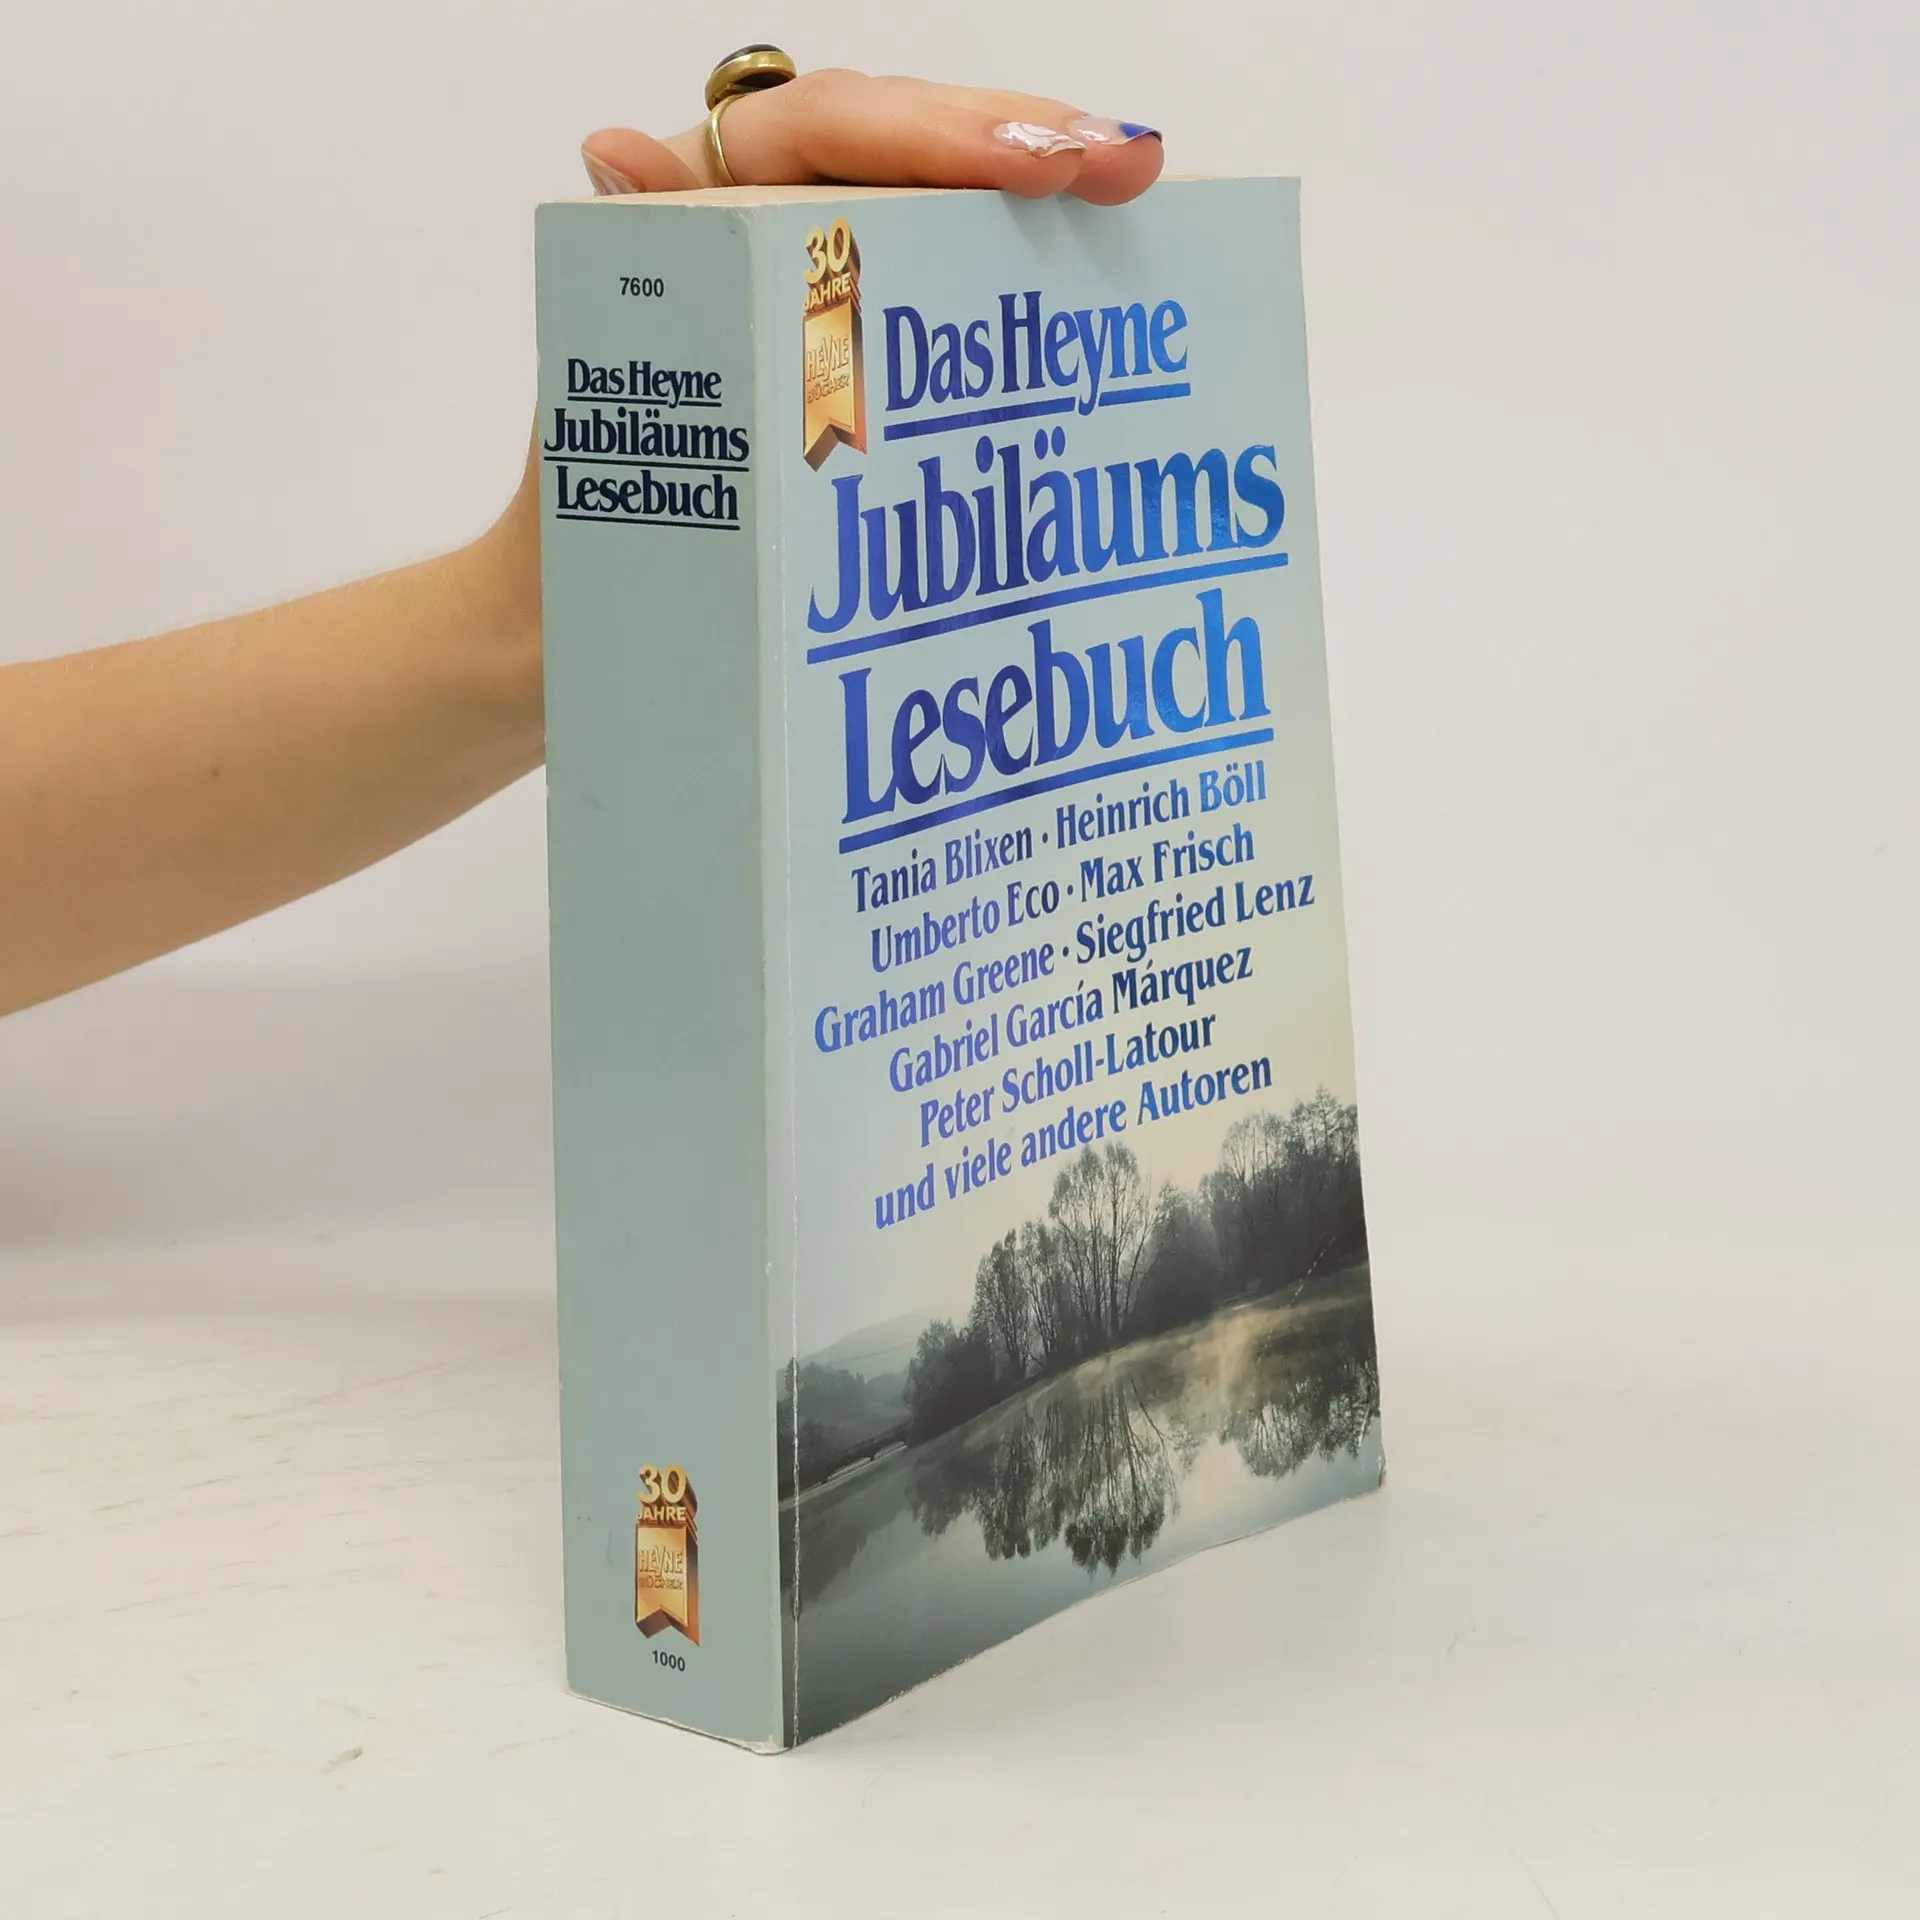 7600
Das Heyne
Jubiläums
Lesebuch
30
JAHRE
HEYNE
BÜCHER
1000
30
JAHRE
HEYNE
BÜCHER
Das Heyne
Jubiläums
Lesebuch
Tania Blixen · Heinrich Böll
Umberto Eco · Max Frisch
Graham Greene · Siegfried Lenz
Gabriel García Márquez
Peter Scholl-Latour
und viele andere Autoren